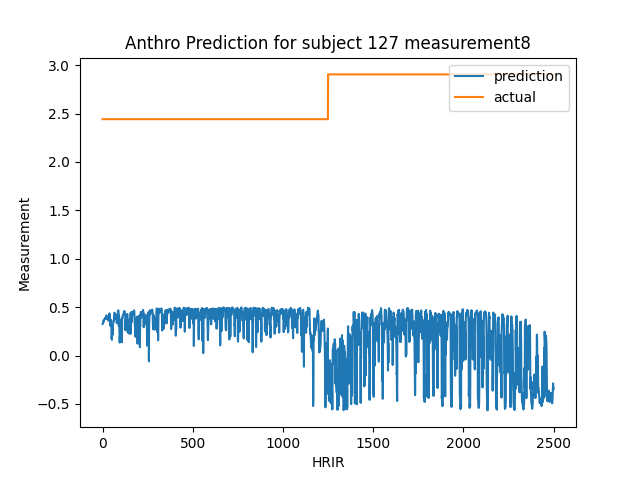 Anthro Prediction for subject 127 measurement8
3.0
2.5
2.0
1.5
1.0
0.5
0.0
−0.5
Measurement
prediction
actual
0 500 1000 1500 2000 2500
HRIR